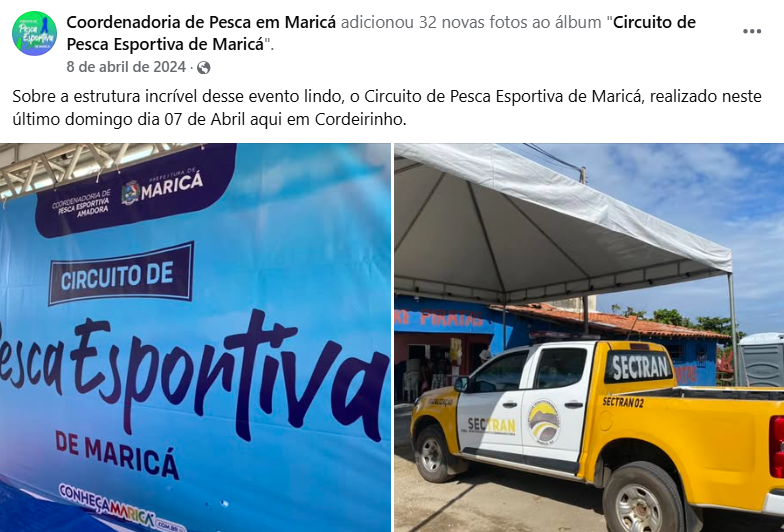 Coordenadoria de Pesca em Maricá adicionou 32 novas fotos ao álbum "Circuito de
Pesca Esportiva de Maricá".
8 de abril de 2024 ·
Sobre a estrutura incrível desse evento lindo, o Circuito de Pesca Esportiva de Maricá, realizado neste
último domingo dia 07 de Abril aqui em Cordeirinho.
COORDENADORIA DE
PESCA ESPORTIVA
AMADORA
PREFEITURA DE
MARICÁ
CIRCUITO DE
Pesca Esportiva
DE MARICÁ
CONHEÇAMARICÁ
.COM.BR
PIRATAS
SECTRAN
SECTRAN 02
SECTRAN